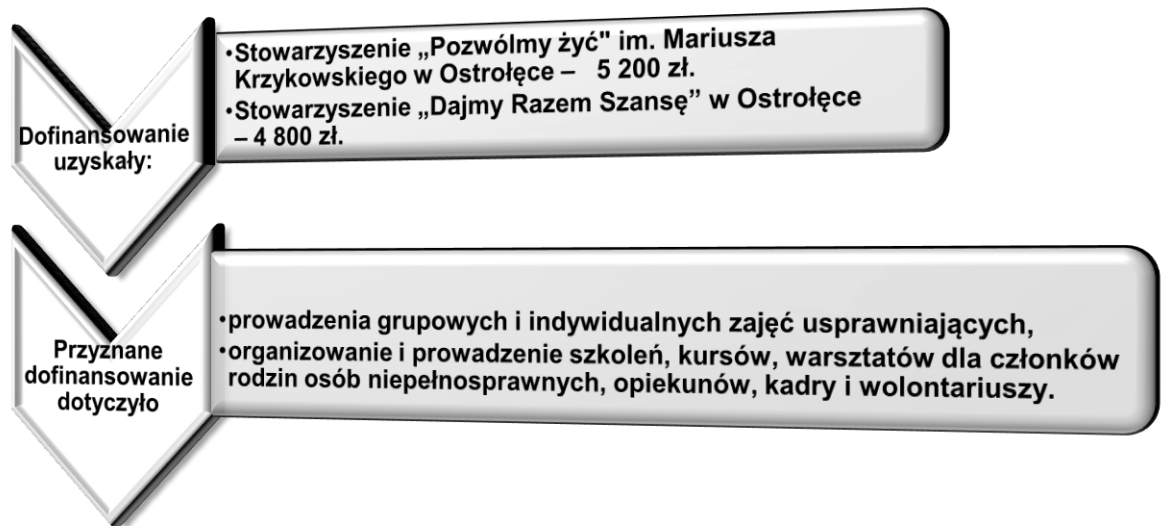 Dofinansowanie
uzyskały:
•Stowarzyszenie „Pozwólmy żyć" im. Mariusza
Krzykowskiego w Ostrołęce – 5 200 zł.
•Stowarzyszenie „Dajmy Razem Szansę” w Ostrołęce
– 4 800 zł.
Przyznane
dofinansowanie
dotyczyło
•prowadzenia grupowych i indywidualnych zajęć usprawniających,
•organizowanie i prowadzenie szkoleń, kursów, warsztatów dla członków
rodzin osób niepełnosprawnych, opiekunów, kadry i wolontariuszy.